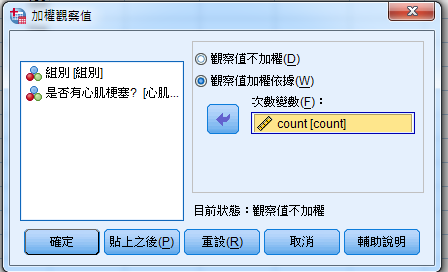 加權觀察值
組別 [組別]
是否有心肌梗塞? [心肌...
觀察值不加權(D)
觀察值加權依據(W)
次數變數(F)：
count [count]
目前狀態：觀察值不加權
確定
貼上之後(P)
重設(R)
取消
輔助說明